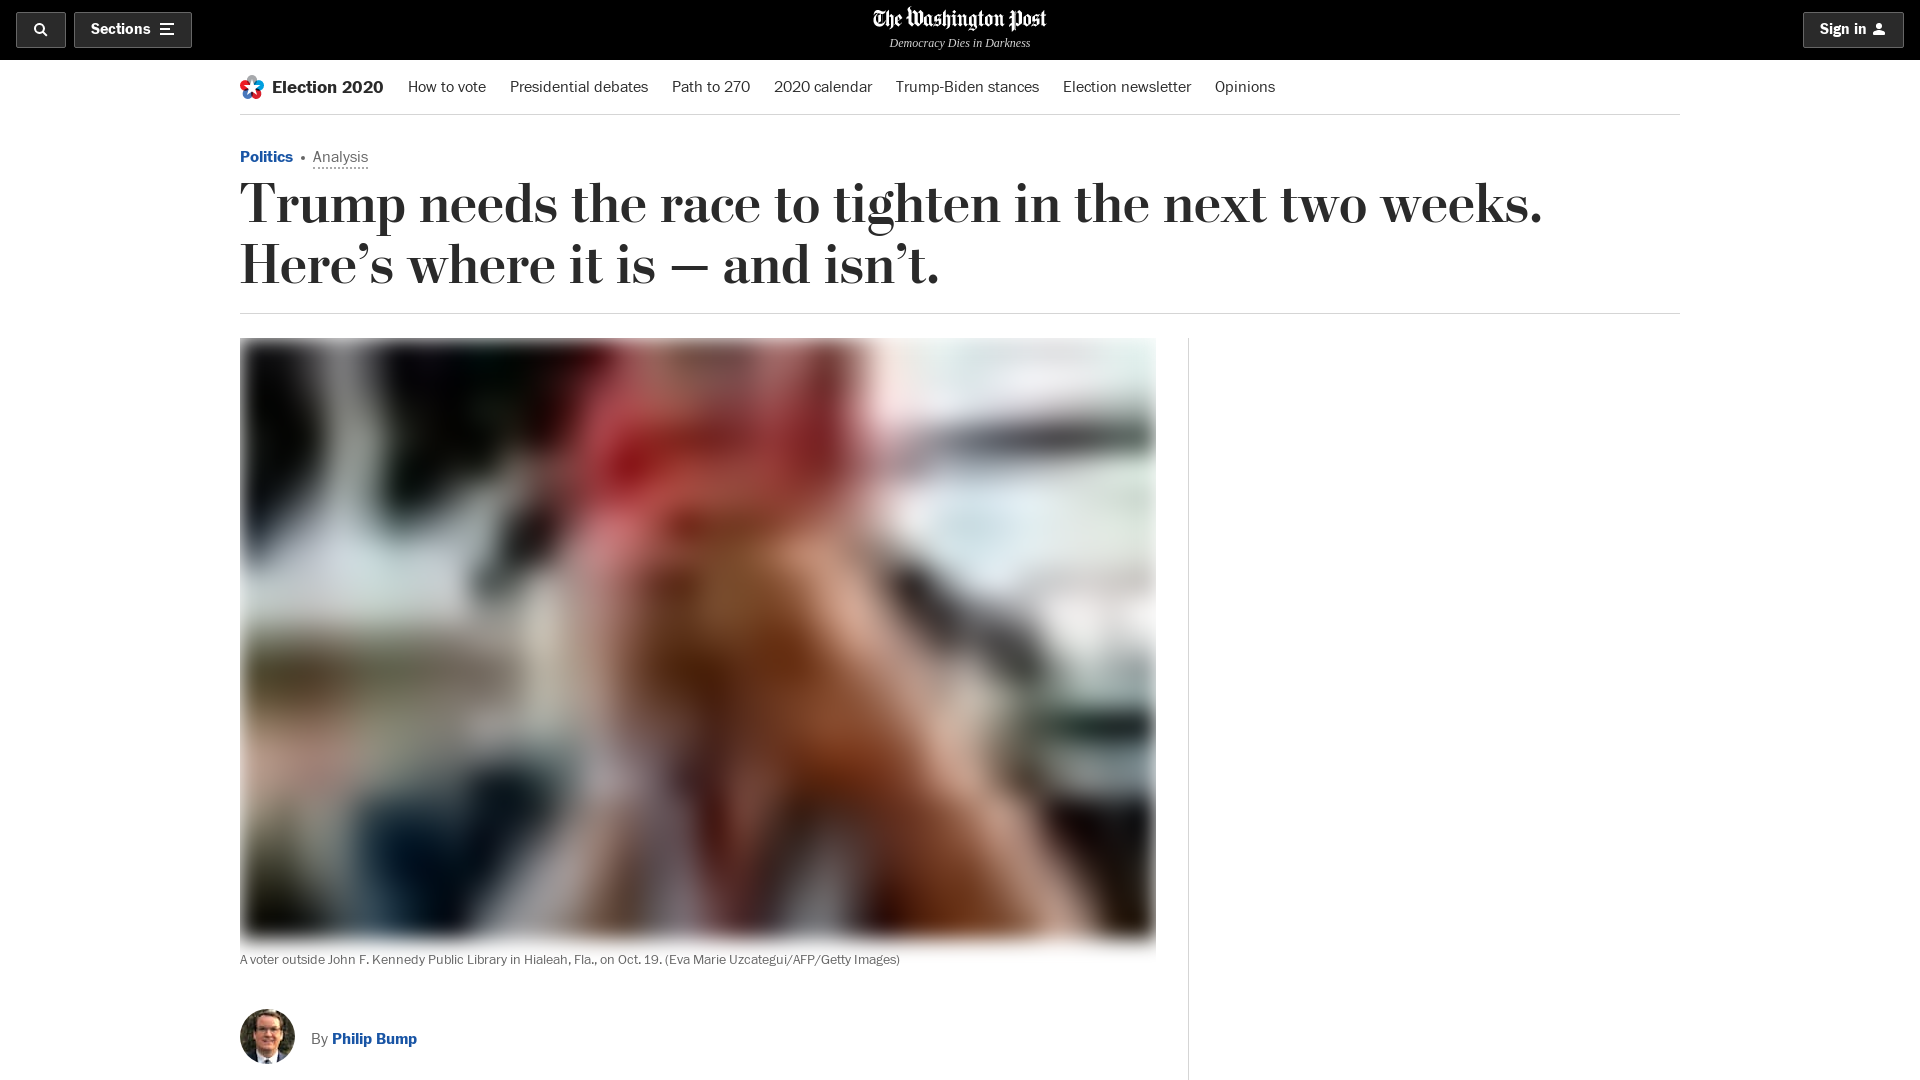 Sections
The Washington Post
Democracy Dies in Darkness
Sign in
Election 2020 How to vote Presidential debates Path to 270 2020 calendar Trump-Biden stances Election newsletter Opinions
Politics • Analysis
Trump needs the race to tighten in the next two weeks.
Here’s where it is — and isn’t.
A voter outside John F. Kennedy Public Library in Hialeah, Fla., on Oct. 19. (Eva Marie Uzcategui/AFP/Getty Images)
By Philip Bump